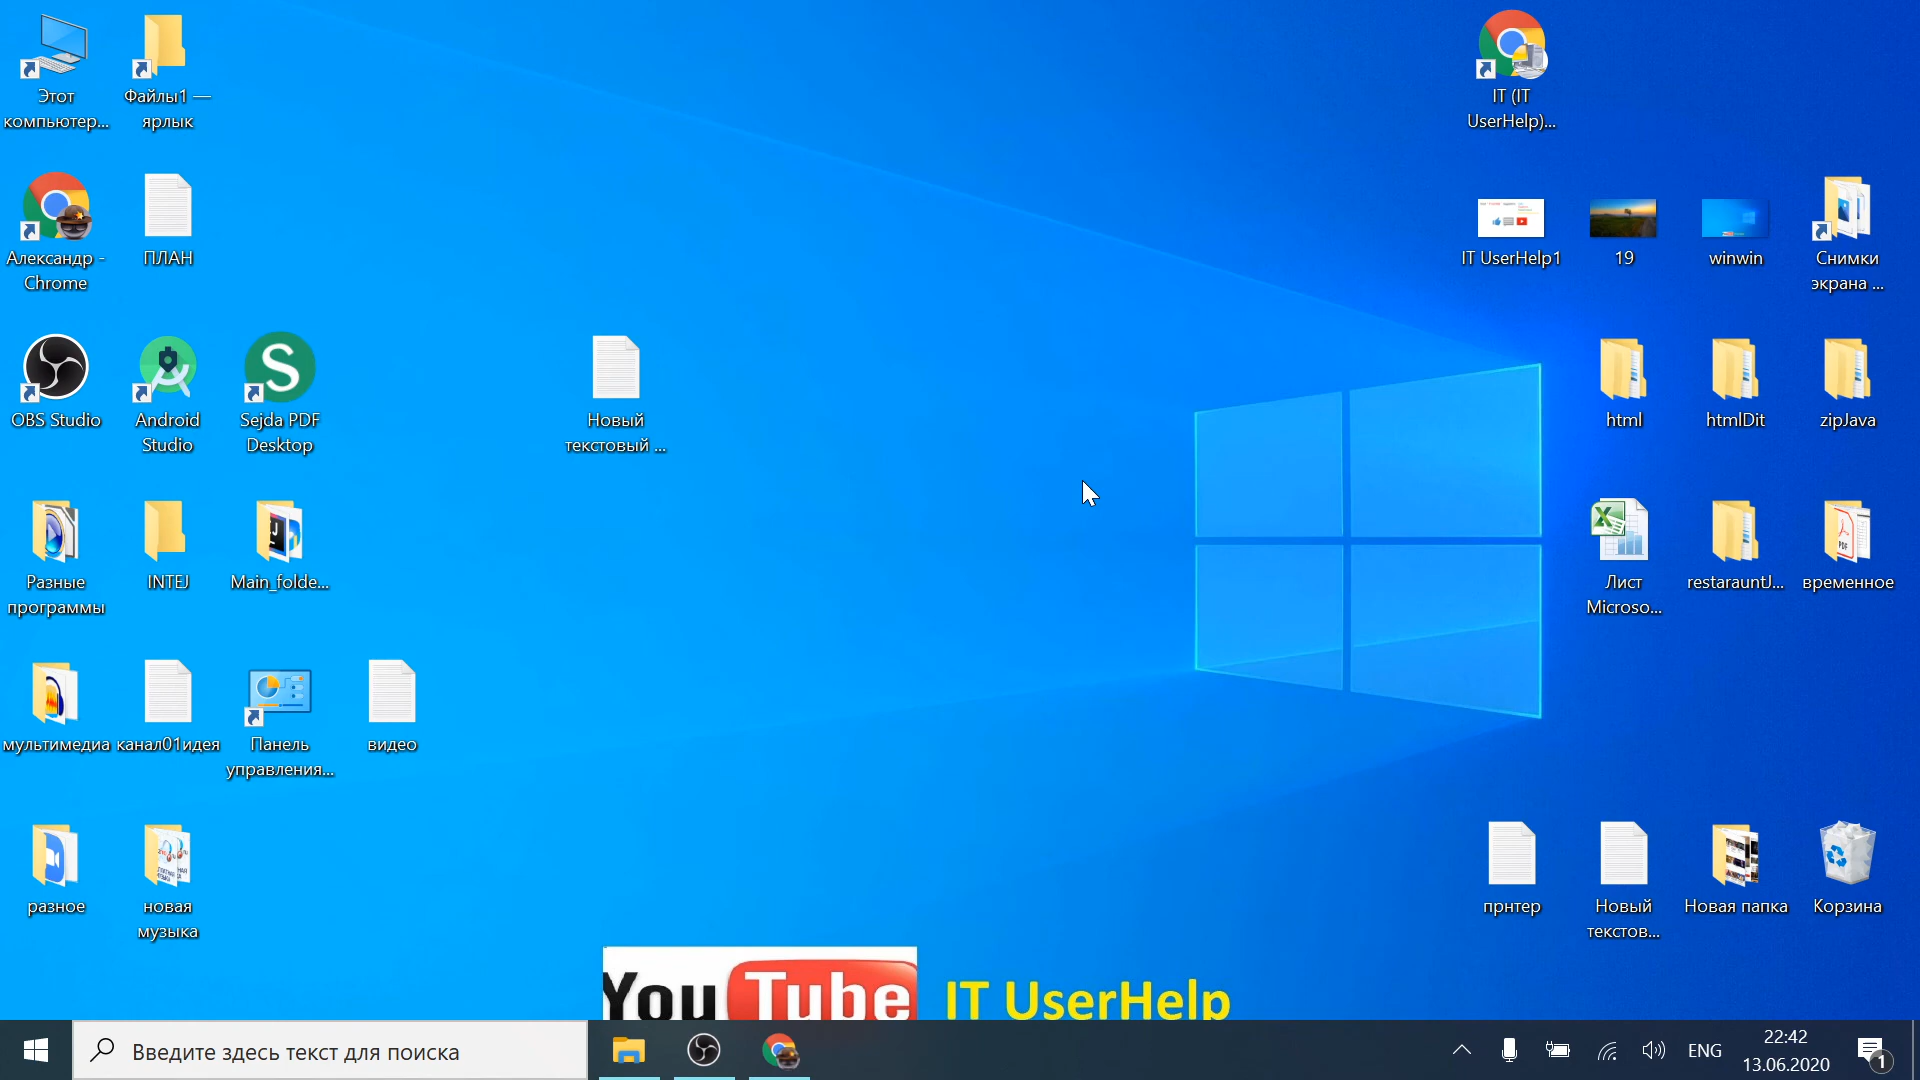 Этот
компьютер...
Файлы1 —
ярлык
IT (IT
UserHelp)...
Александр -
Chrome
ПЛАН
IT UserHelp1
19
winwin
Снимки
экрана ...
OBS Studio
Android
Studio
Sejda PDF
Desktop
Новый
текстовый ...
html
htmlDit
zipJava
Разные
программы
INTEJ
Main_folde...
Лист
Microso...
restarauntJ...
временное
мультимедиа
канал01идея
Панель
управления...
видео
разное
новая
музыка
прнтер
Новый
текстов...
Новая папка
Корзина
YouTube
IT UserHelp
Введите здесь текст для поиска
ENG
22:42
13.06.2020
1